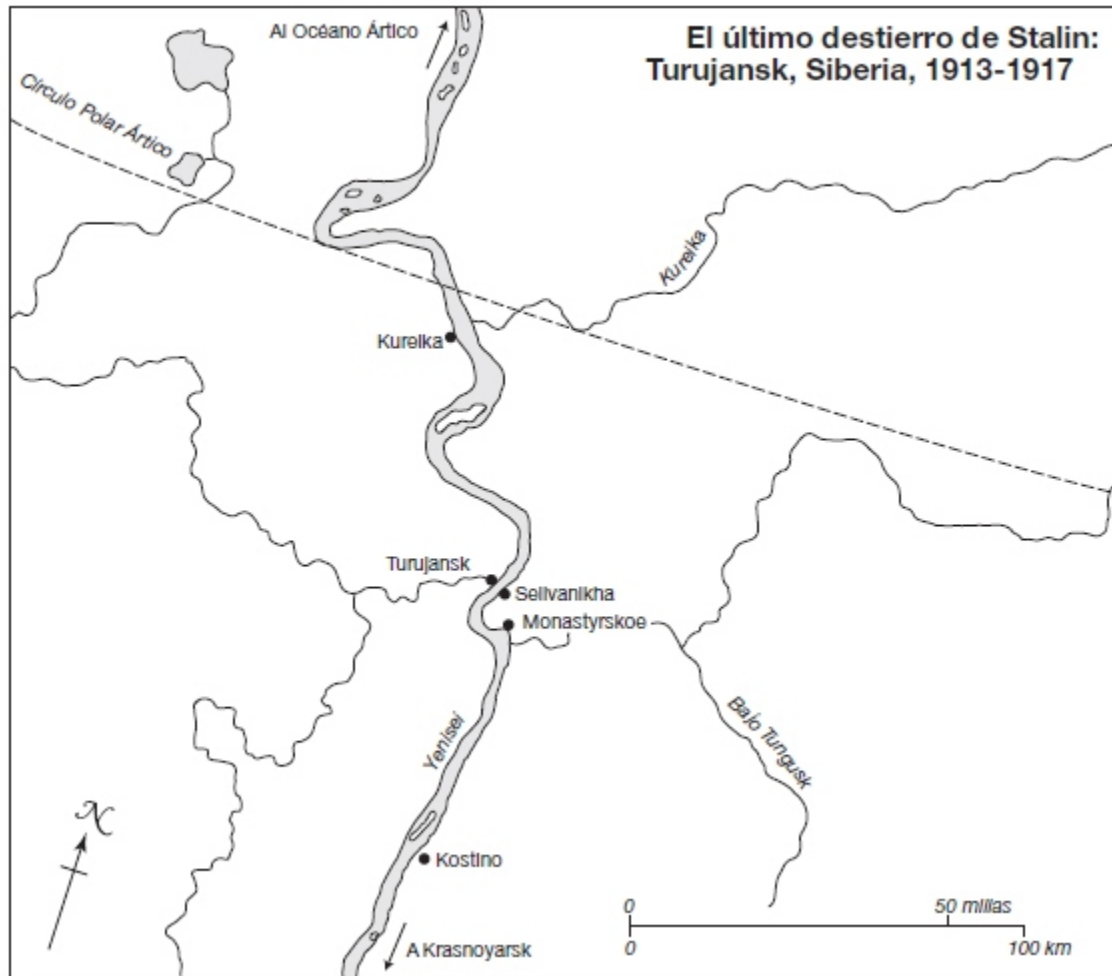 El último destierro de Stalin:
Turujansk, Siberia, 1913-1917
Al Océano Ártico
Círculo Polar Ártico
Kureika
Kureika
Turujansk
Selivanikha
Monastyrskoe
Bajo Tungusk
Yenisei
Kostino
A Krasnoyarsk
N
0
50 millas
0
100 km